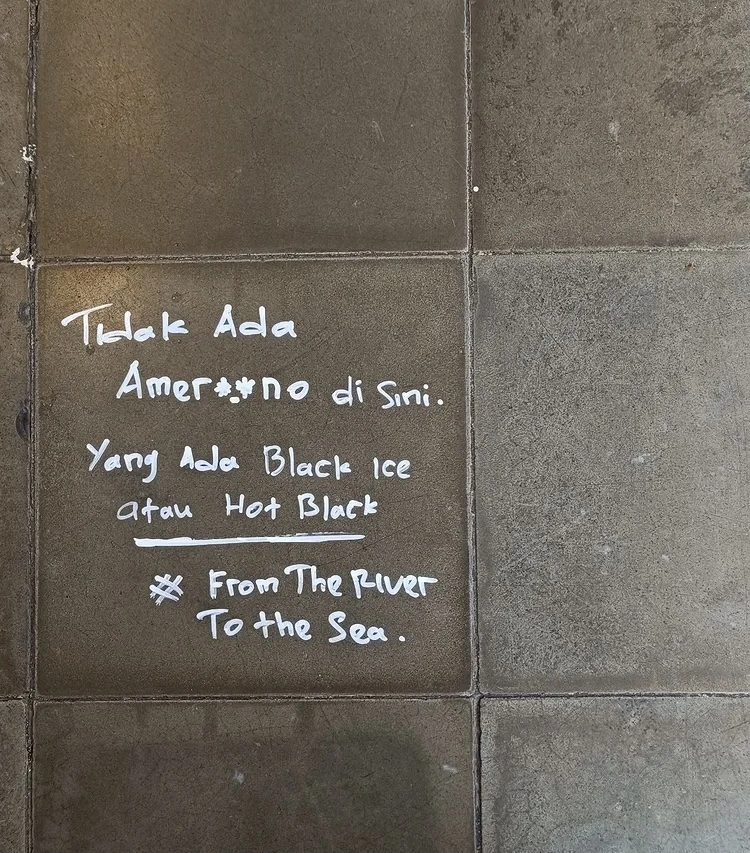 Tidak Ada
Amer**no di Sini.
Yang Ada Black Ice
atau Hot Black
# From The River
To the Sea.